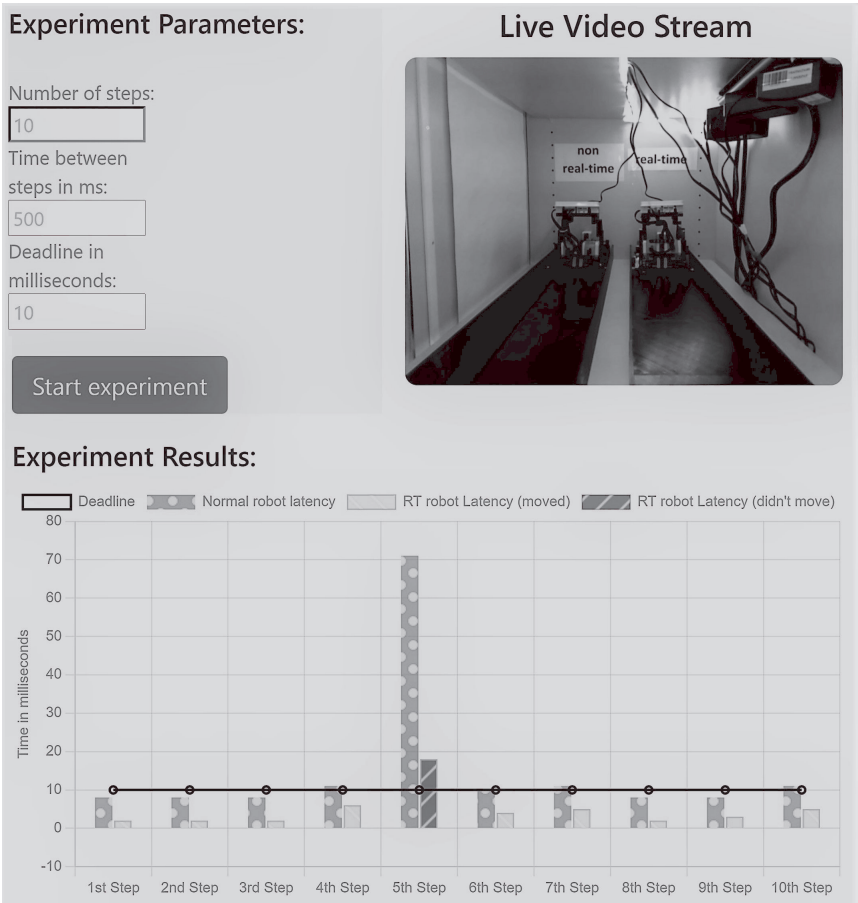 Experiment Parameters:
Number of steps:
10
Time between
steps in ms:
500
Deadline in
milliseconds:
10
Start experiment
Live Video Stream
non
real-time
real-time
Experiment Results:
Deadline
Normal robot latency
RT robot Latency (moved)
RT robot Latency (didn't move)
Time in milliseconds
80
70
60
50
40
30
20
10
0
-10
1st Step
2nd Step
3rd Step
4th Step
5th Step
6th Step
7th Step
8th Step
9th Step
10th Step